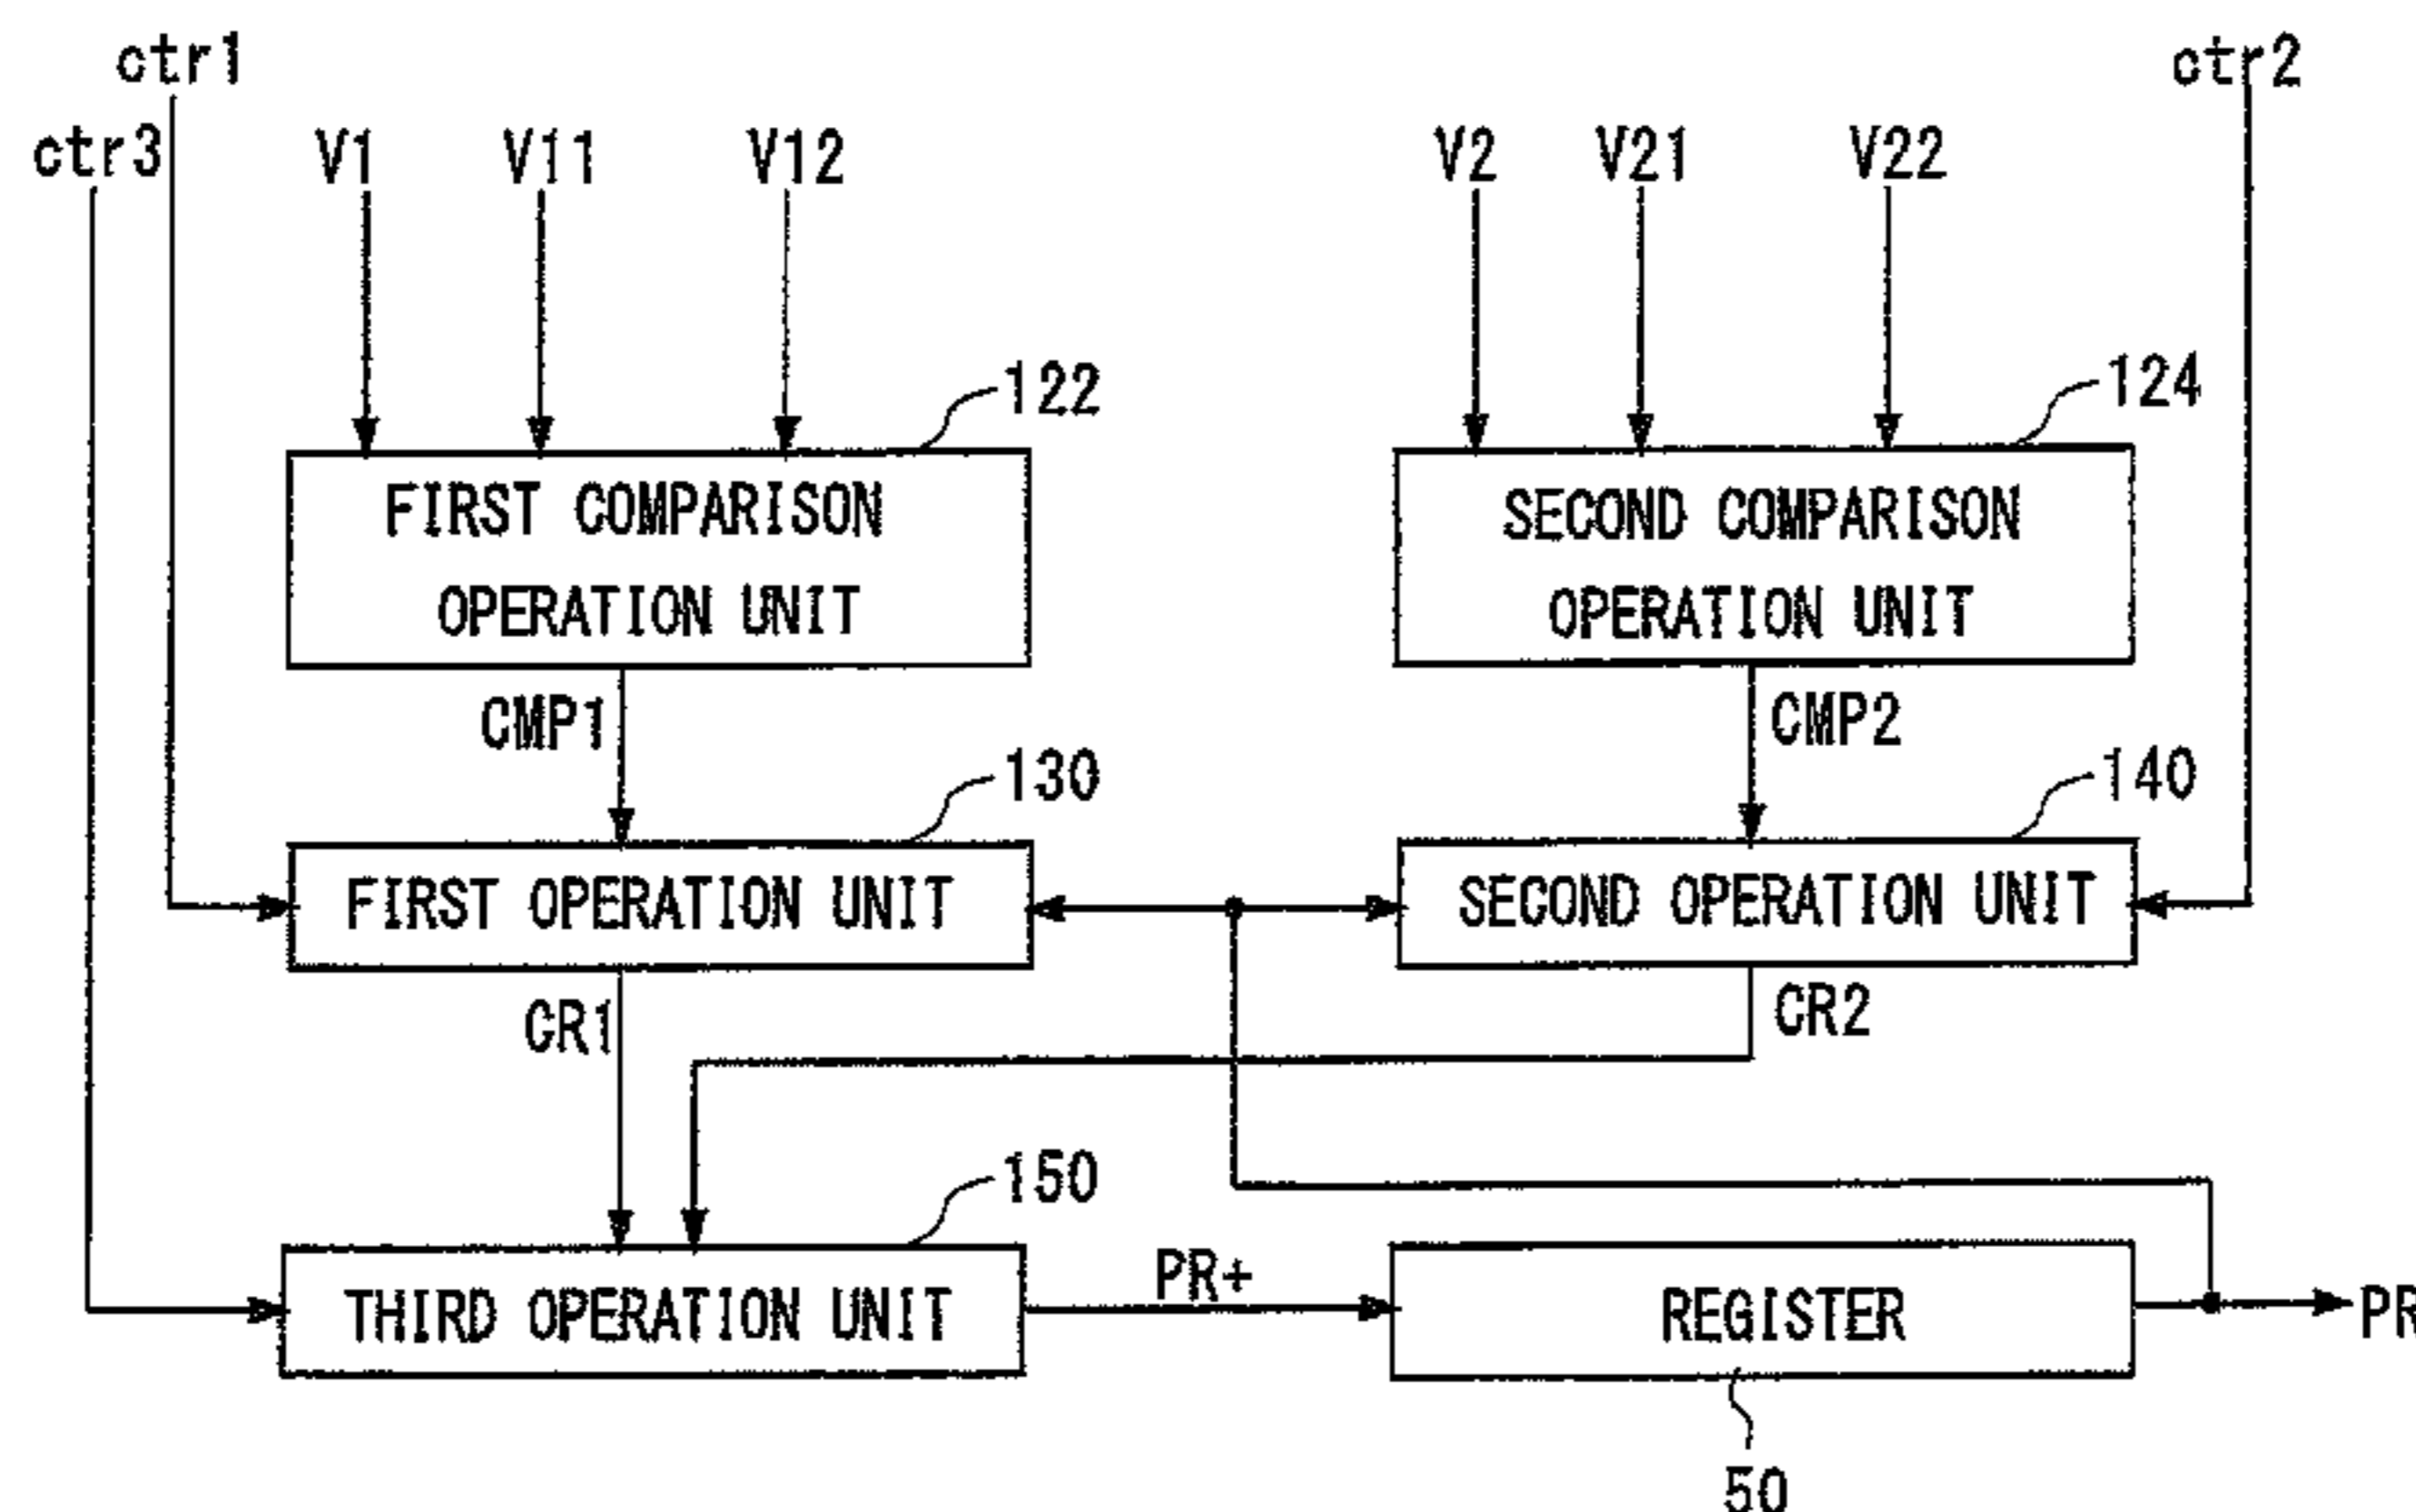 ctr1
ctr2
ctr3
V1
V11
V12
V2
V21
V22
122
124
FIRST COMPARISON
OPERATION UNIT
SECOND COMPARISON
OPERATION UNIT
CMP1
CMP2
130
140
FIRST OPERATION UNIT
SECOND OPERATION UNIT
CR1
CR2
150
THIRD OPERATION UNIT
PR+
REGISTER
PR
50